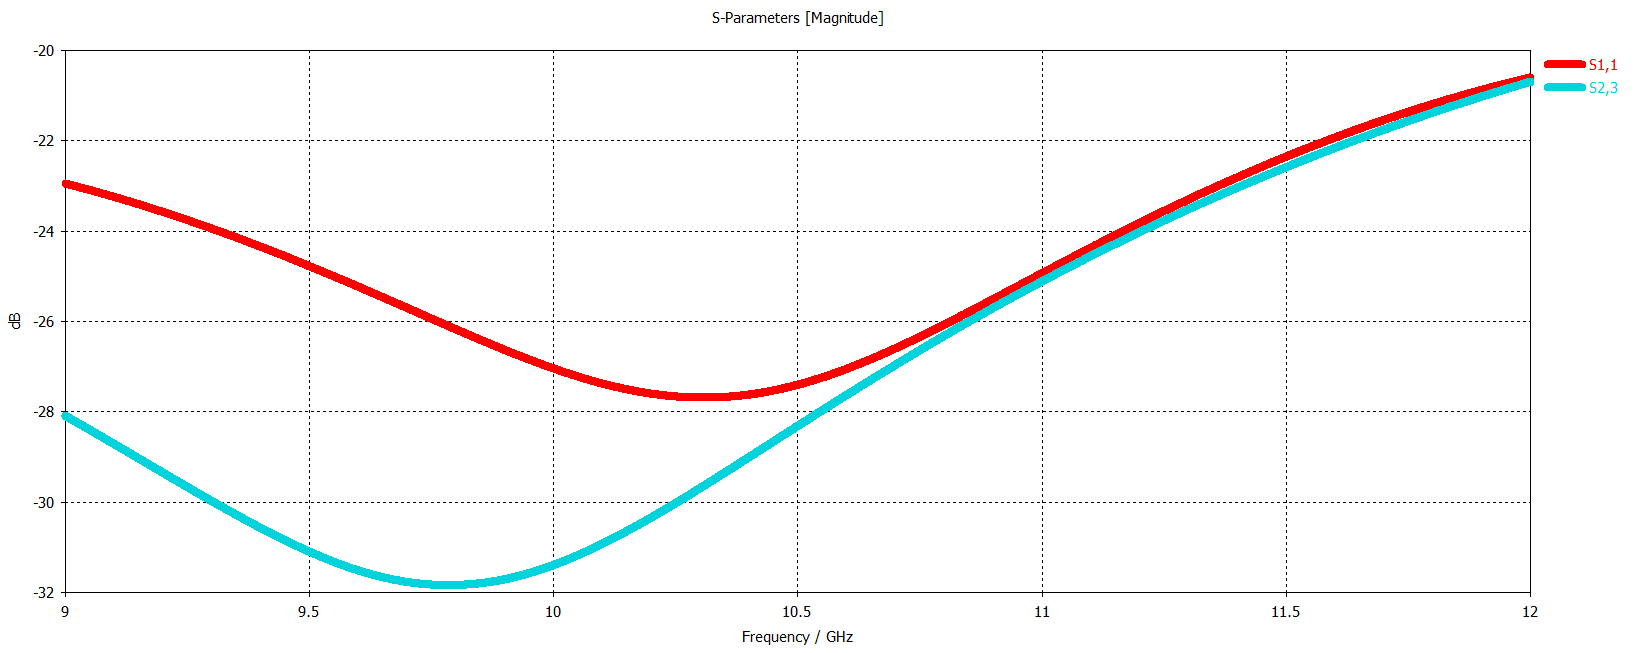 S-Parameters [Magnitude]
-20
-22
-24
-26
-28
-30
-32
dB
9
9.5
10
10.5
11
11.5
12
Frequency / GHz
S1,1
S2,3